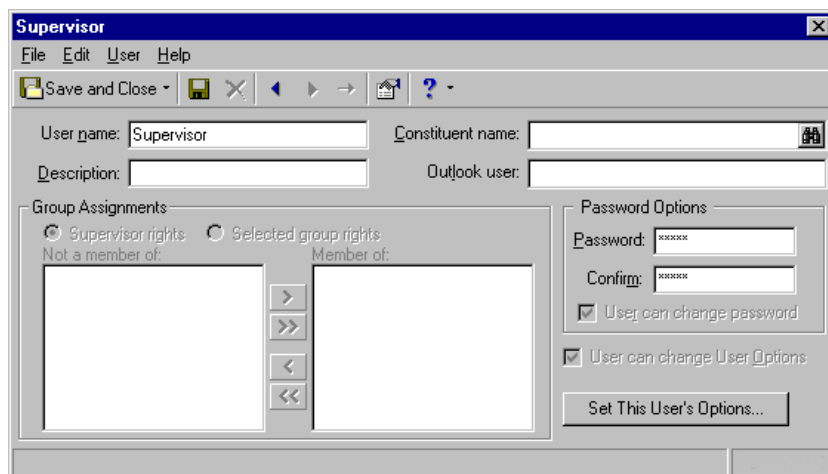 Supervisor
File Edit User Help
Save and Close ?
User name: Supervisor Constituent name:
Description: Outlook user:
Group Assignments Password Options
Supervisor rights Selected group rights
Not a member of: Member of:
Password: *****
Confirm: *****
User can change password
>
>>
<
<<
User can change User Options
Set This User's Options...